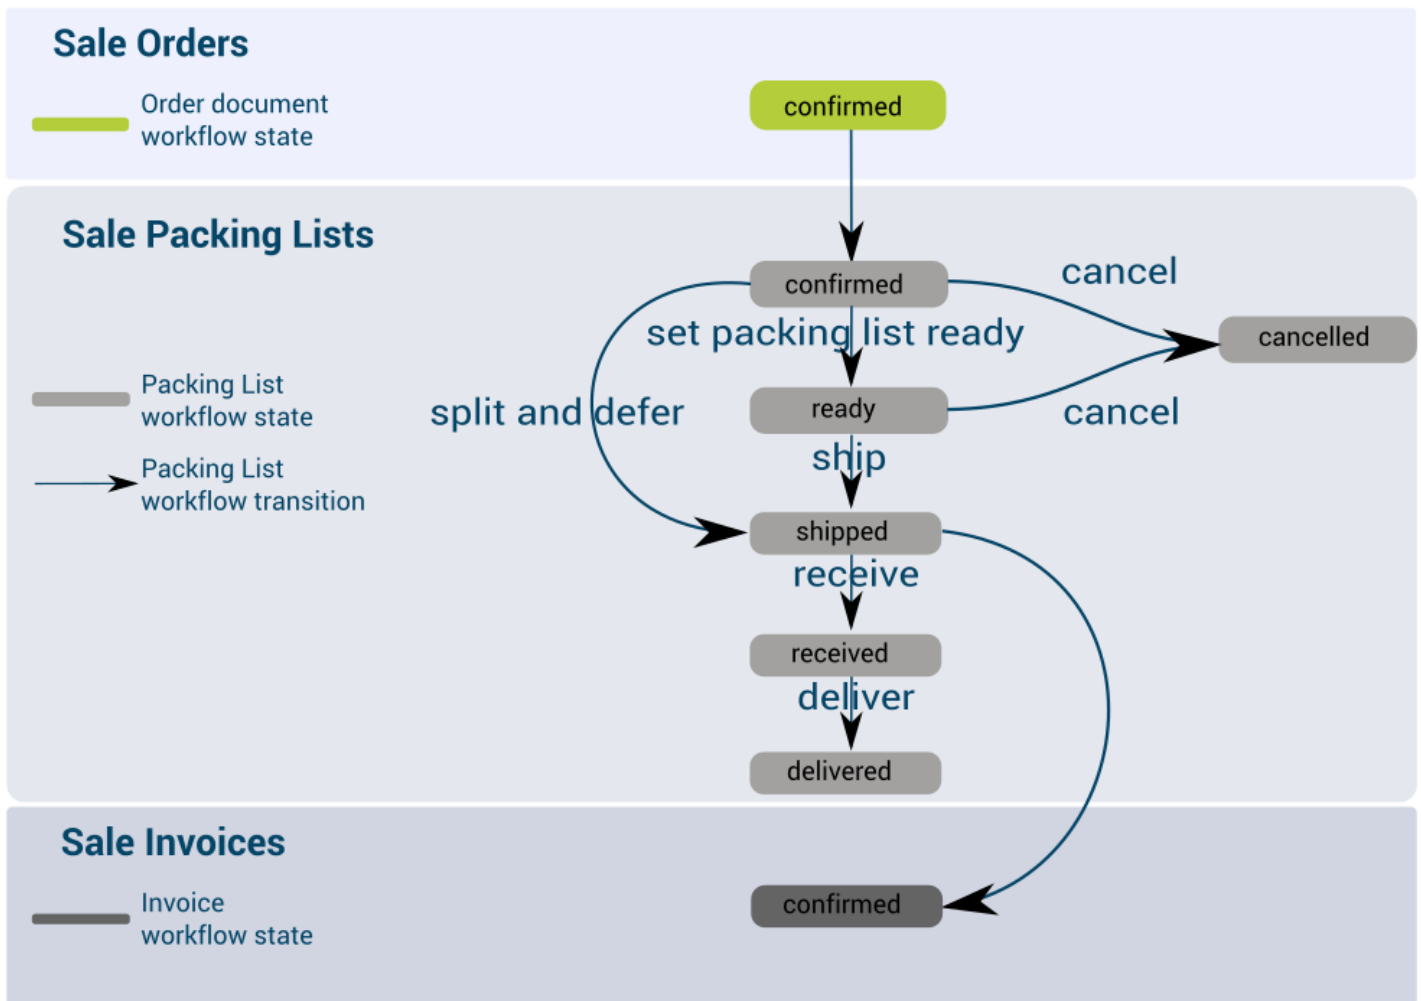 Sale Orders
Order document
workflow state
confirmed
Sale Packing Lists
confirmed
cancel
set packing list ready
cancelled
Packing List
workflow state
split and defer
ready
cancel
ship
Packing List
workflow transition
shipped
receive
received
deliver
delivered
Sale Invoices
Invoice
workflow state
confirmed